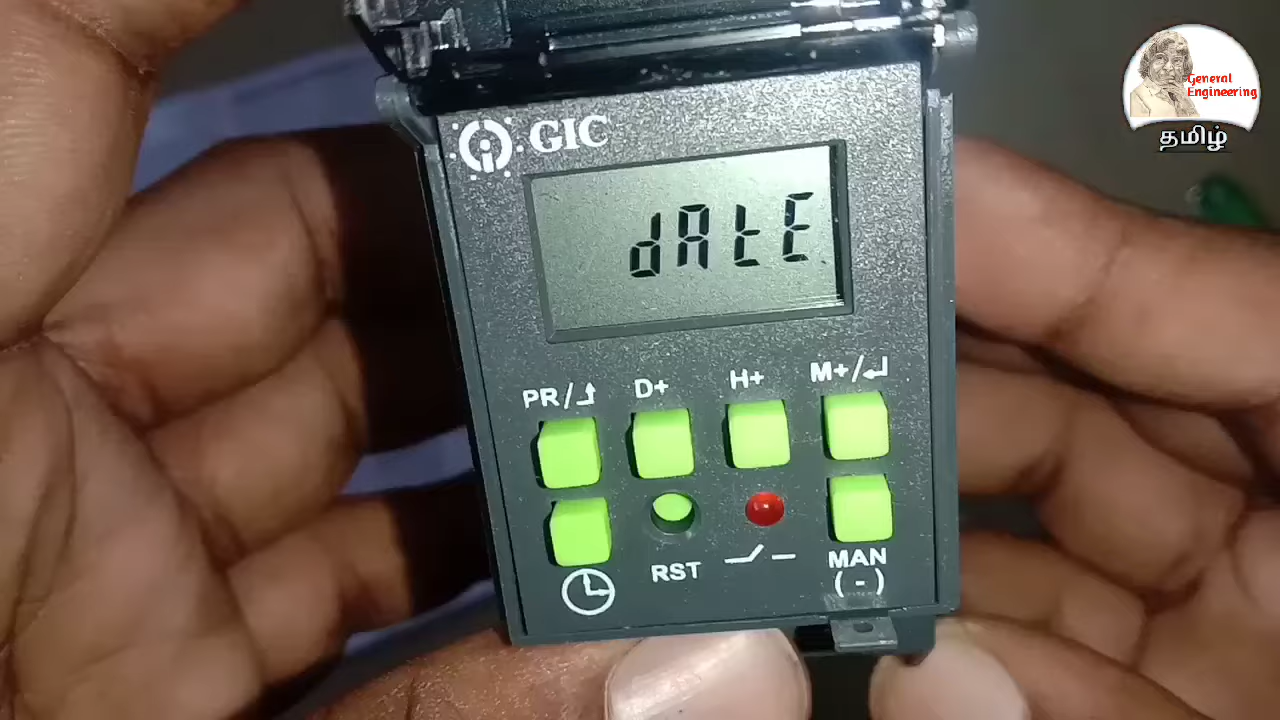 General
Engineering
தமிழ்
GIC
dAtE
PR/ D+ H+ M+/
RST
MAN
(-)